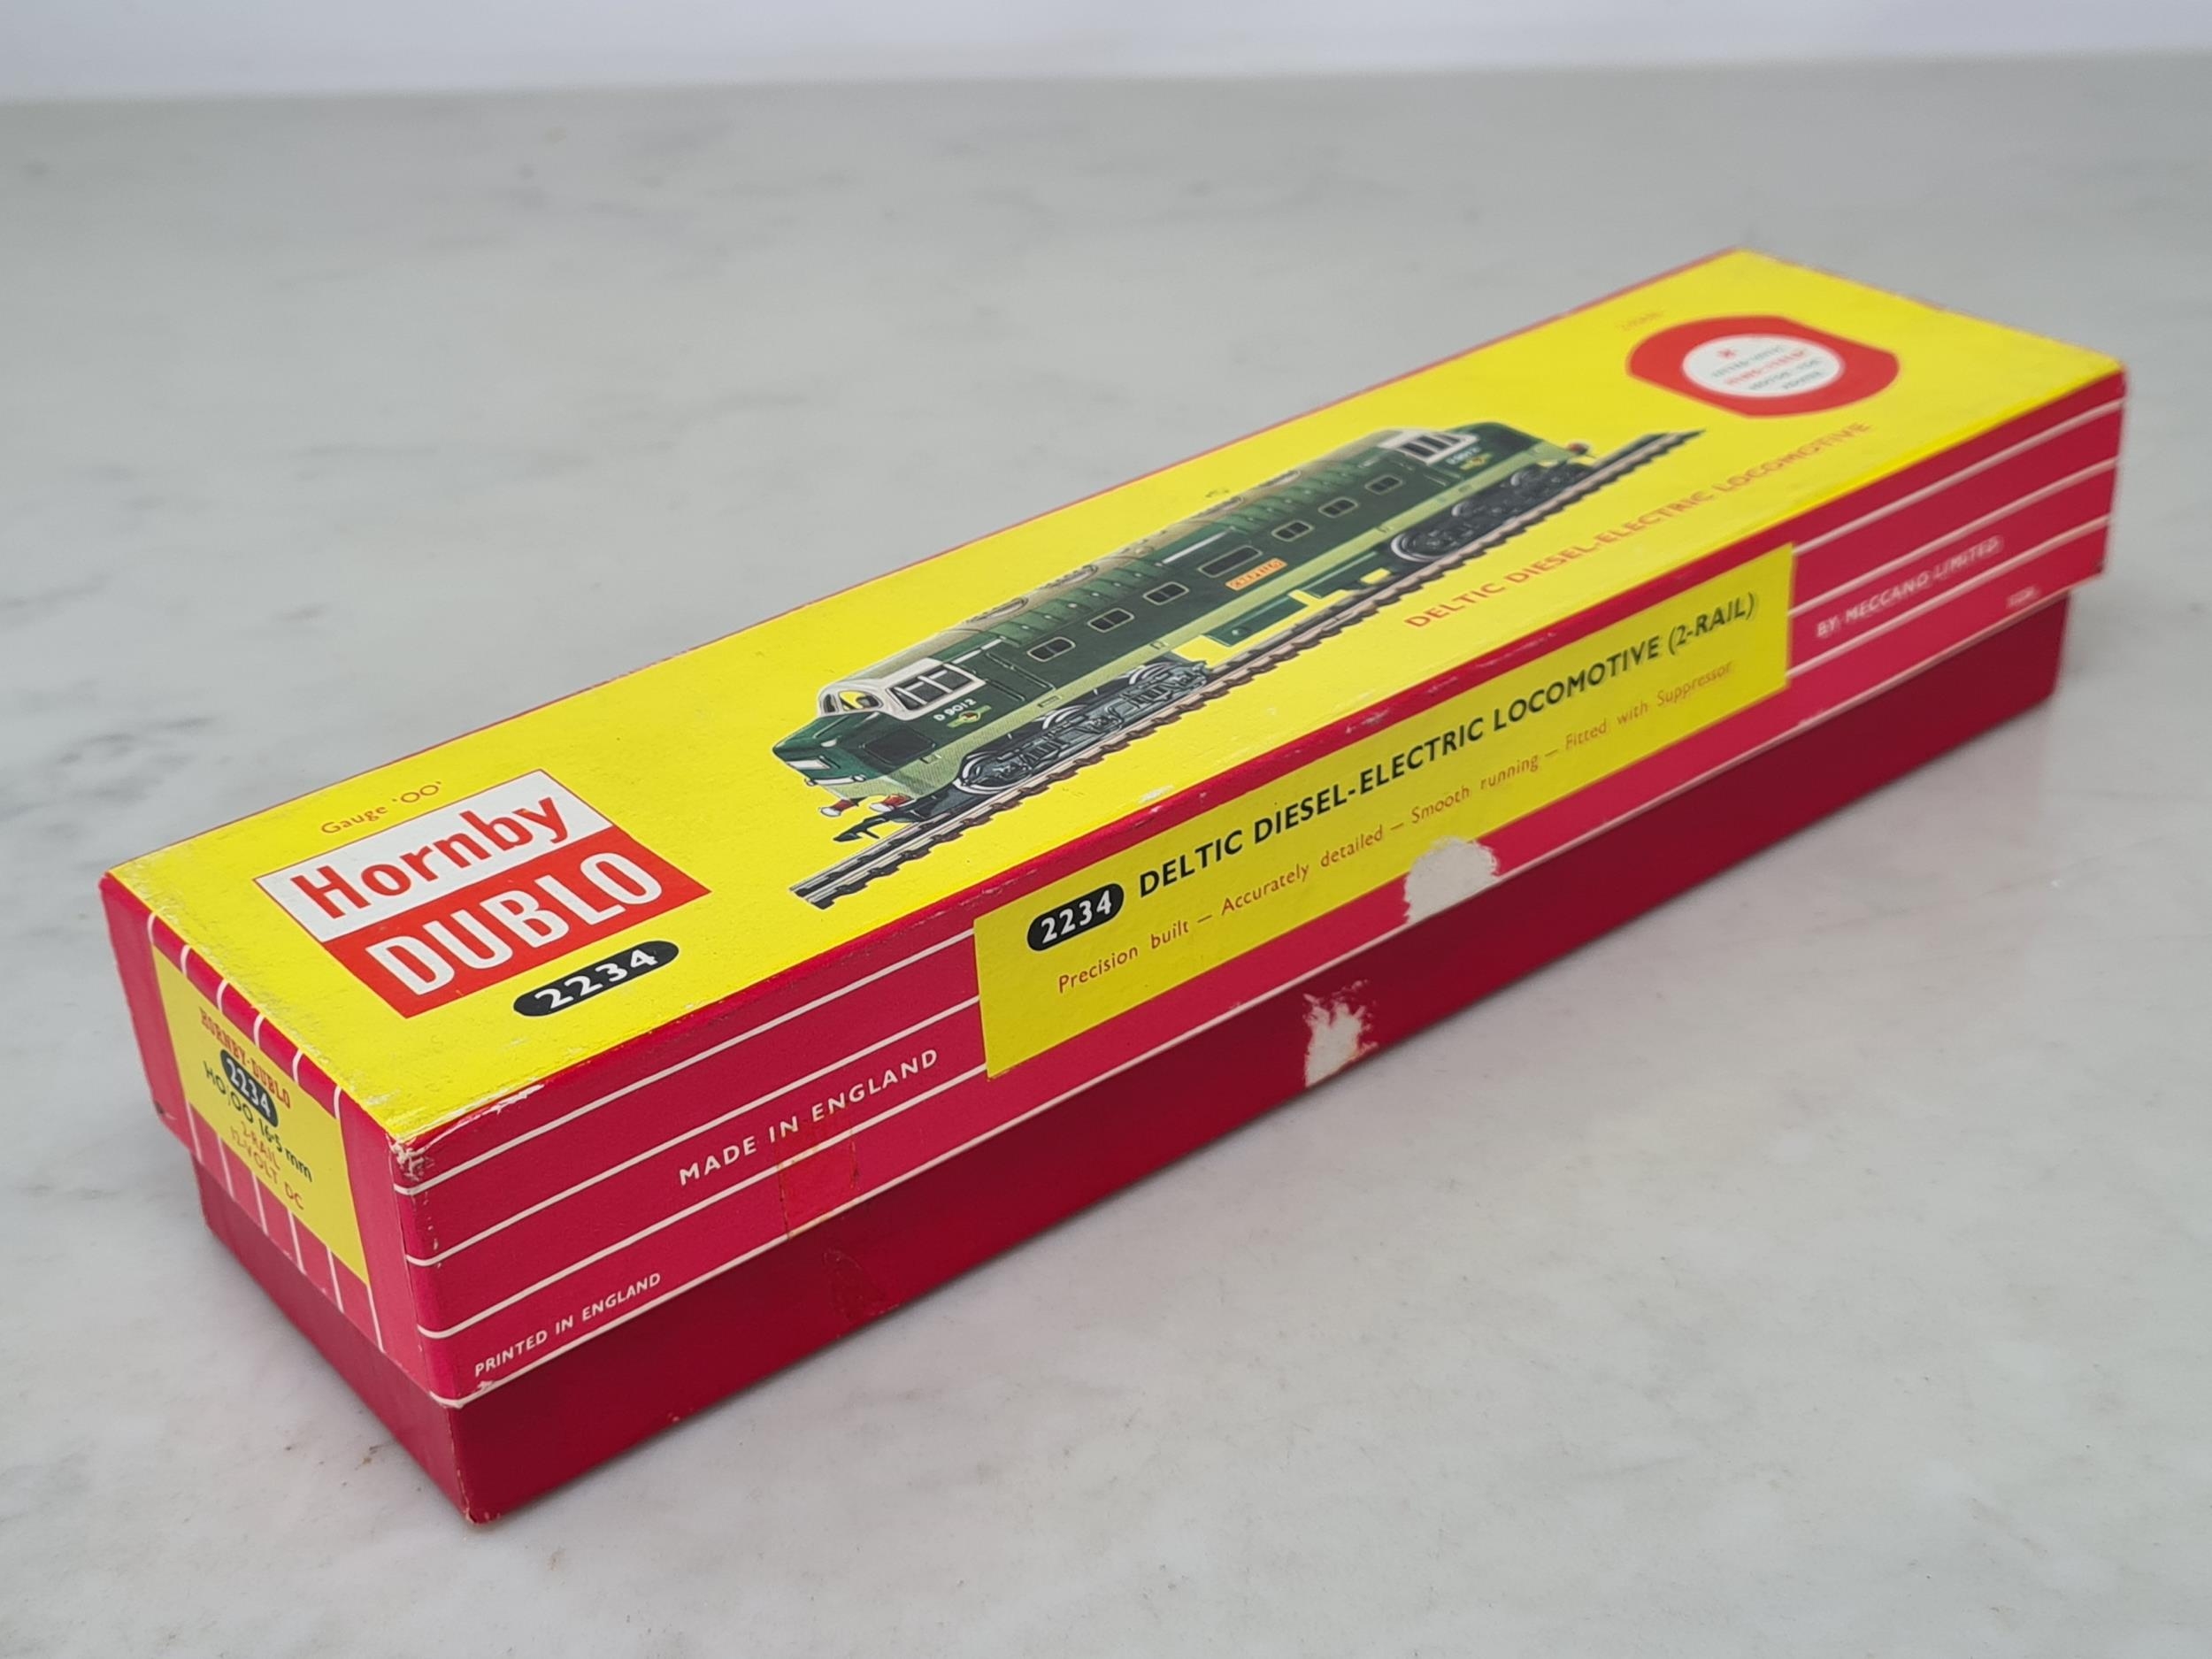 Gauge 'OO'
Hornby
DUBLO
2234
D 9012
DELTIC DIESEL-ELECTRIC LOCOMOTIVE
2234 DELTIC DIESEL-ELECTRIC LOCOMOTIVE (2-RAIL)
Precision built — Accurately detailed — Smooth running — Fitted with Suppressor
MADE IN ENGLAND
BY MECCANO LIMITED
PRINTED IN ENGLAND
HORNBY-DUBLO
2234
HO/OO 16·5 mm
2-RAIL
12-VOLT DC